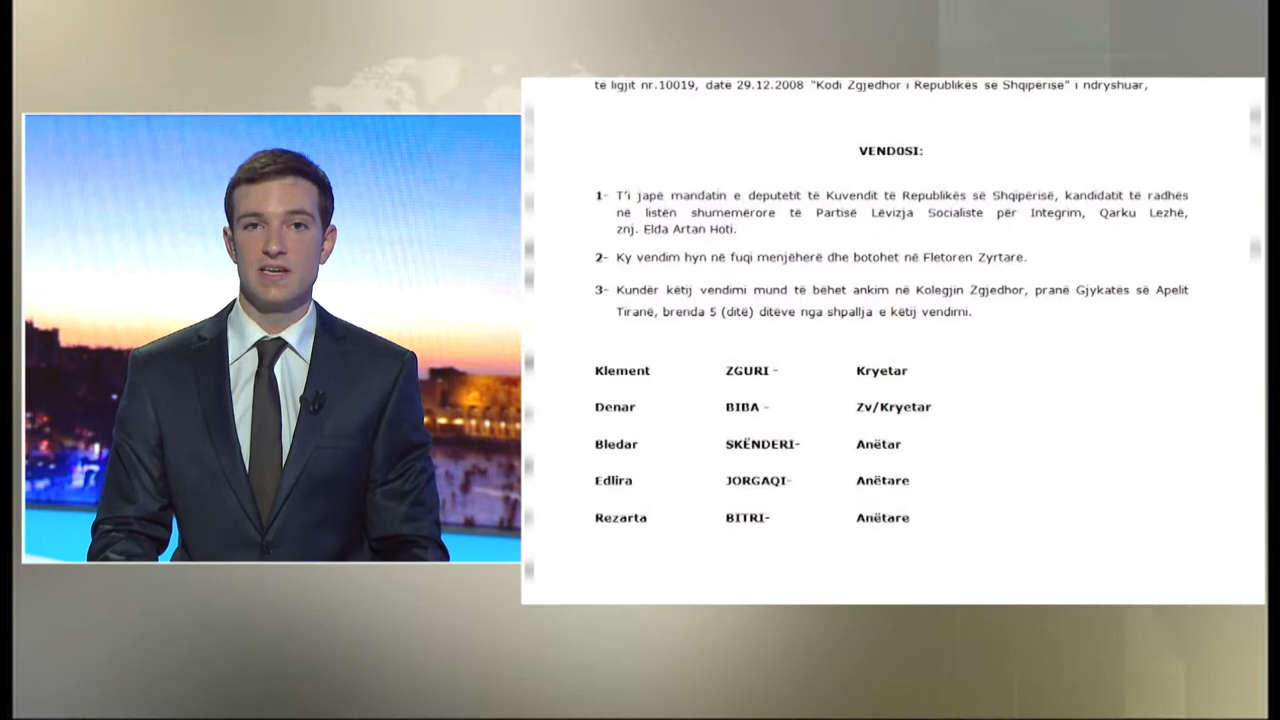 të ligjit nr.10019, datë 29.12.2008 "Kodi Zgjedhor i Republikës së Shqipërisë" i ndryshuar,
VENDOSI:
1- T'i japë mandatin e deputetit të Kuvendit të Republikës së Shqipërisë, kandidatit të radhës
në listën shumemërore të Partisë Lëvizja Socialiste për Integrim, Qarku Lezhë,
znj. Elda Artan Hoti.
2- Ky vendim hyn në fuqi menjëherë dhe botohet në Fletoren Zyrtare.
3- Kundër këtij vendimi mund të bëhet ankim në Kolegjin Zgjedhor, pranë Gjykatës së Apelit
Tiranë, brenda 5 (ditë) ditëve nga shpallja e këtij vendimi.
Klement ZGURI - Kryetar
Denar BIBA - Zv/Kryetar
Bledar SKËNDERI- Anëtar
Edlira JORGAQI- Anëtare
Rezarta BITRI- Anëtare